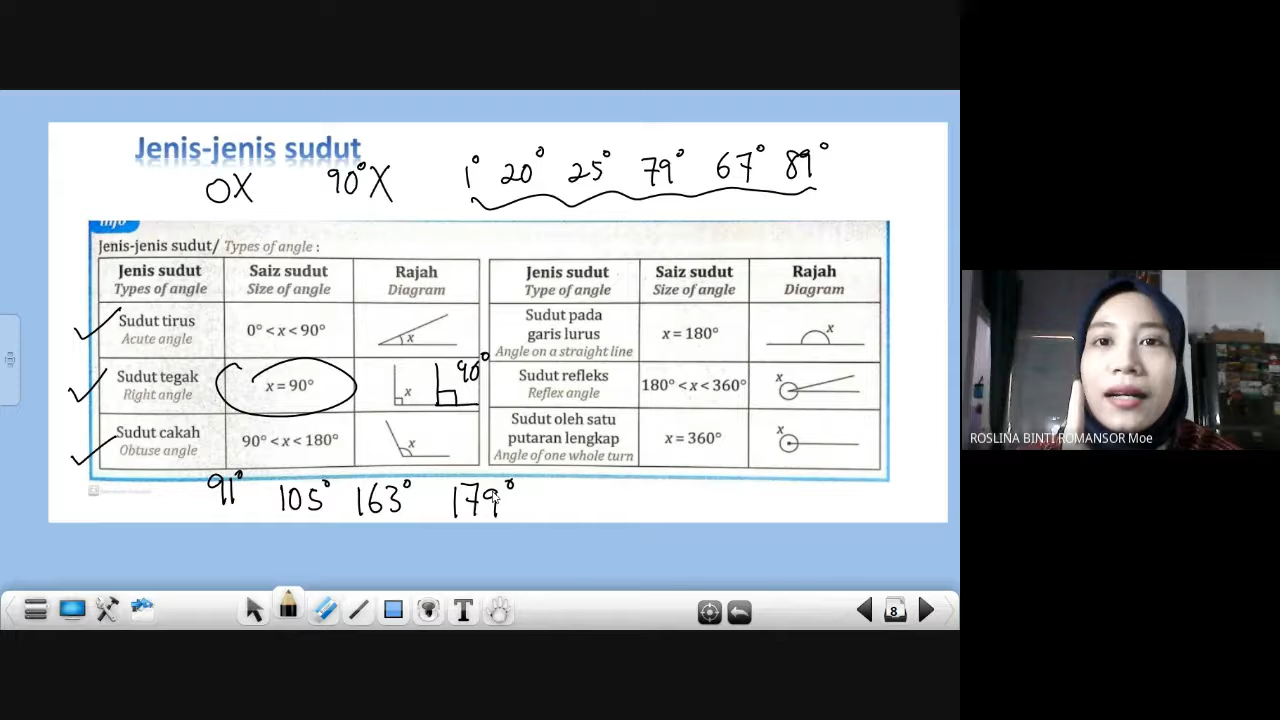 Jenis-jenis sudut
0X 90°X 1° 20° 25° 79° 67° 89°
Info
Jenis-jenis sudut/ Types of angle :
Jenis sudut Saiz sudut Rajah Jenis sudut Saiz sudut Rajah
Types of angle Size of angle Diagram Type of angle Size of angle Diagram
Sudut tirus 0° < x < 90° x
Acute angle
Sudut pada
garis lurus x = 180° x
Angle on a straight line
Sudut tegak x = 90° x 90°
Right angle
Sudut refleks 180° < x < 360° x
Reflex angle
Sudut cakah 90° < x < 180° x
Obtuse angle
Sudut oleh satu
putaran lengkap x = 360° x
Angle of one whole turn
91° 105° 163° 179°
ROSLINA BINTI ROMANSOR Moe
T 8